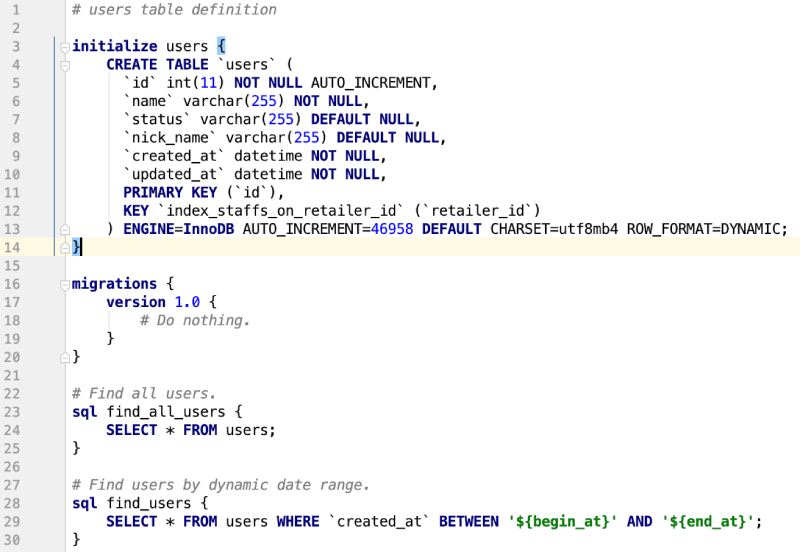 1 # users table definition
2
3 initialize users {
4 CREATE TABLE `users` (
5 `id` int(11) NOT NULL AUTO_INCREMENT,
6 `name` varchar(255) NOT NULL,
7 `status` varchar(255) DEFAULT NULL,
8 `nick_name` varchar(255) DEFAULT NULL,
9 `created_at` datetime NOT NULL,
10 `updated_at` datetime NOT NULL,
11 PRIMARY KEY (`id`),
12 KEY `index_staffs_on_retailer_id` (`retailer_id`)
13 ) ENGINE=InnoDB AUTO_INCREMENT=46958 DEFAULT CHARSET=utf8mb4 ROW_FORMAT=DYNAMIC;
14 }
15
16 migrations {
17 version 1.0 {
18 # Do nothing.
19 }
20 }
21
22 # Find all users.
23 sql find_all_users {
24 SELECT * FROM users;
25 }
26
27 # Find users by dynamic date range.
28 sql find_users {
29 SELECT * FROM users WHERE `created_at` BETWEEN '${begin_at}' AND '${end_at}';
30 }